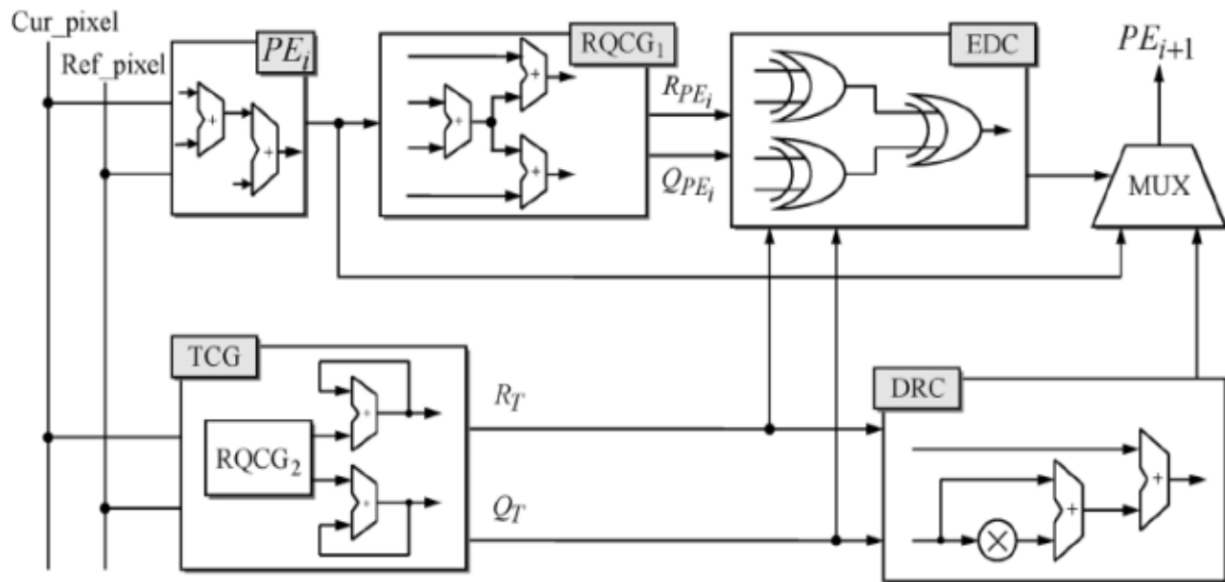 Cur_pixel
Ref_pixel
PE_i
RQCG_1
EDC
PE_{i+1}
R_{PE_i}
Q_{PE_i}
MUX
TCG
RQCG_2
R_T
Q_T
DRC